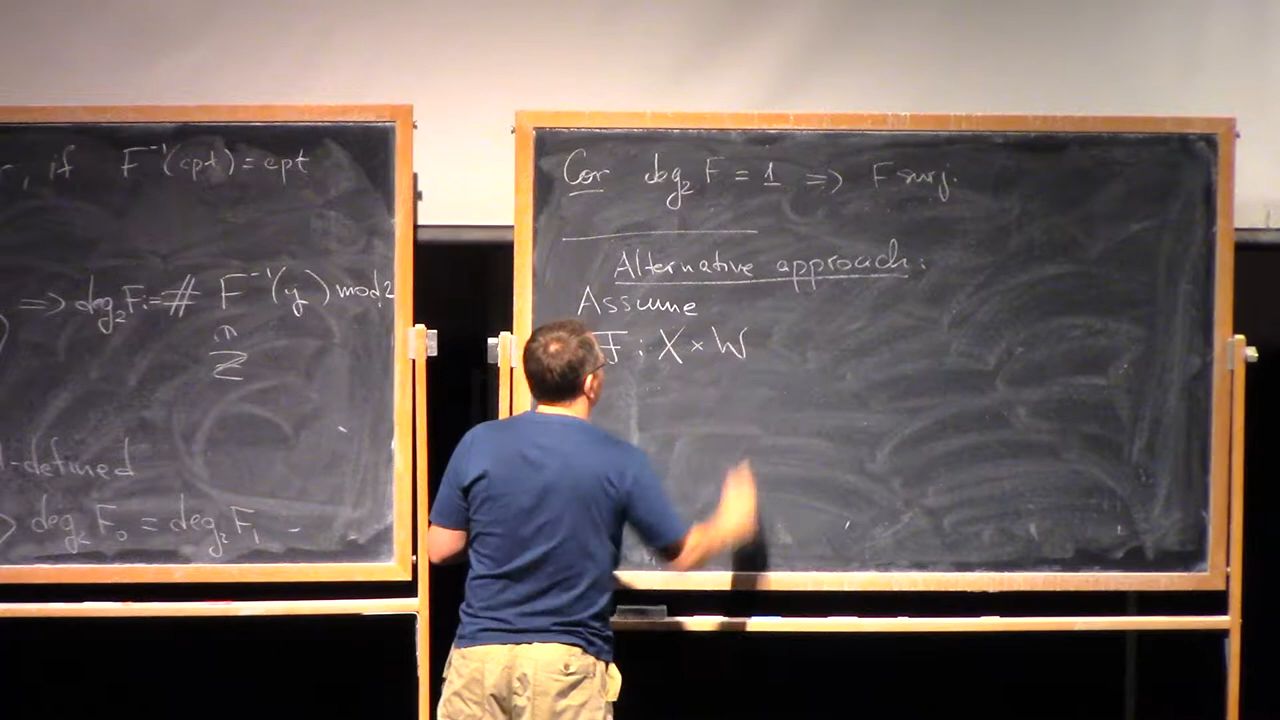 , if F⁻¹(cpt) = cpt
=> deg₂F := # F⁻¹(y) mod 2
∩
Z
-defined
deg₂ F₀ = deg₂ F₁
Cor deg₂ F = 1 => F surj.
Alternative approach:
Assume
F : X × W